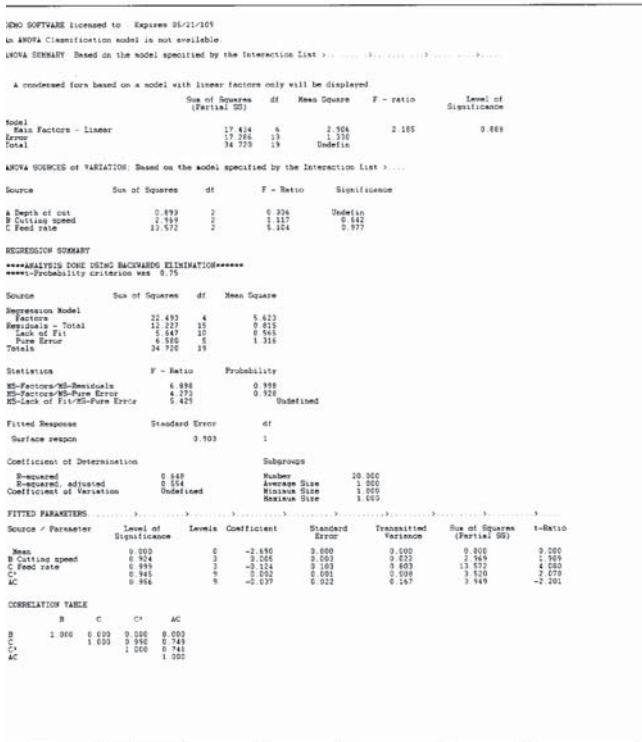 DEMO SOFTWARE licensed to Expires 05/21/109
An ANOVA Classification model is not available.
ANOVA SUMMARY: Based on the model specified by the Interaction List >
A condensed form based on a model with linear factors only will be displayed.
Sum of Squares df Mean Square F - ratio Level of
(Partial SS) Significance
Model
Main Factors - Linear 17.434 6 2.906 2.185 0.889
Error 17.286 13 1.330
Total 34.720 19 Undefin
ANOVA SOURCES of VARIATION: Based on the model specified by the Interaction List >....
Source Sum of Squares df F - Ratio Significance
A Depth of cut 0.893 2 0.336 Undefin
B Cutting speed 2.969 2 1.117 0.642
C Feed rate 13.572 2 5.104 0.977
REGRESSION SUMMARY
****ANALYSIS DONE USING BACKWARDS ELIMINATION******
****t-Probability criterion was 0.75
Source Sum of Squares df Mean Square
Regression Model
Factors 22.493 4 5.623
Residuals - Total 12.227 15 0.815
Lack of Fit 5.647 10 0.565
Pure Error 6.580 5 1.316
Totals 34.720 19
Statistics F - Ratio Probability
MS-Factors/MS-Residuals 6.898 0.998
MS-Factors/MS-Pure Error 4.273 0.928
MS-Lack of Fit/MS-Pure Error 5.429 Undefined
Fitted Response Standard Error df
Surface respon 0.903 1
Coefficient of Determination Subgroups
R-squared 0.648 Number 20.000
R-squared, adjusted 0.554 Average Size 1.000
Coefficient of Variation Undefined Minimum Size 1.000
Maximum Size 1.000
FITTED PARAMETERS
Source / Parameter Level of Levels Coefficient Standard Transmitted Sum of Squares t-Ratio
Significance Error Variance (Partial SS)
Mean 0.000 0 -2.690 0.000 0.000 0.000 0.000
B Cutting speed 0.924 3 0.005 0.003 0.022 2.969 1.909
C Feed rate 0.999 3 -0.124 0.103 0.803 13.572 4.080
C² 0.945 9 0.002 0.001 0.008 3.520 2.078
AC 0.956 9 -0.037 0.022 0.167 3.949 -2.201
CORRELATION TABLE
B C C² AC
B 1.000 0.000 0.000 0.000
C 1.000 0.990 0.749
C² 1.000 0.741
AC 1.000